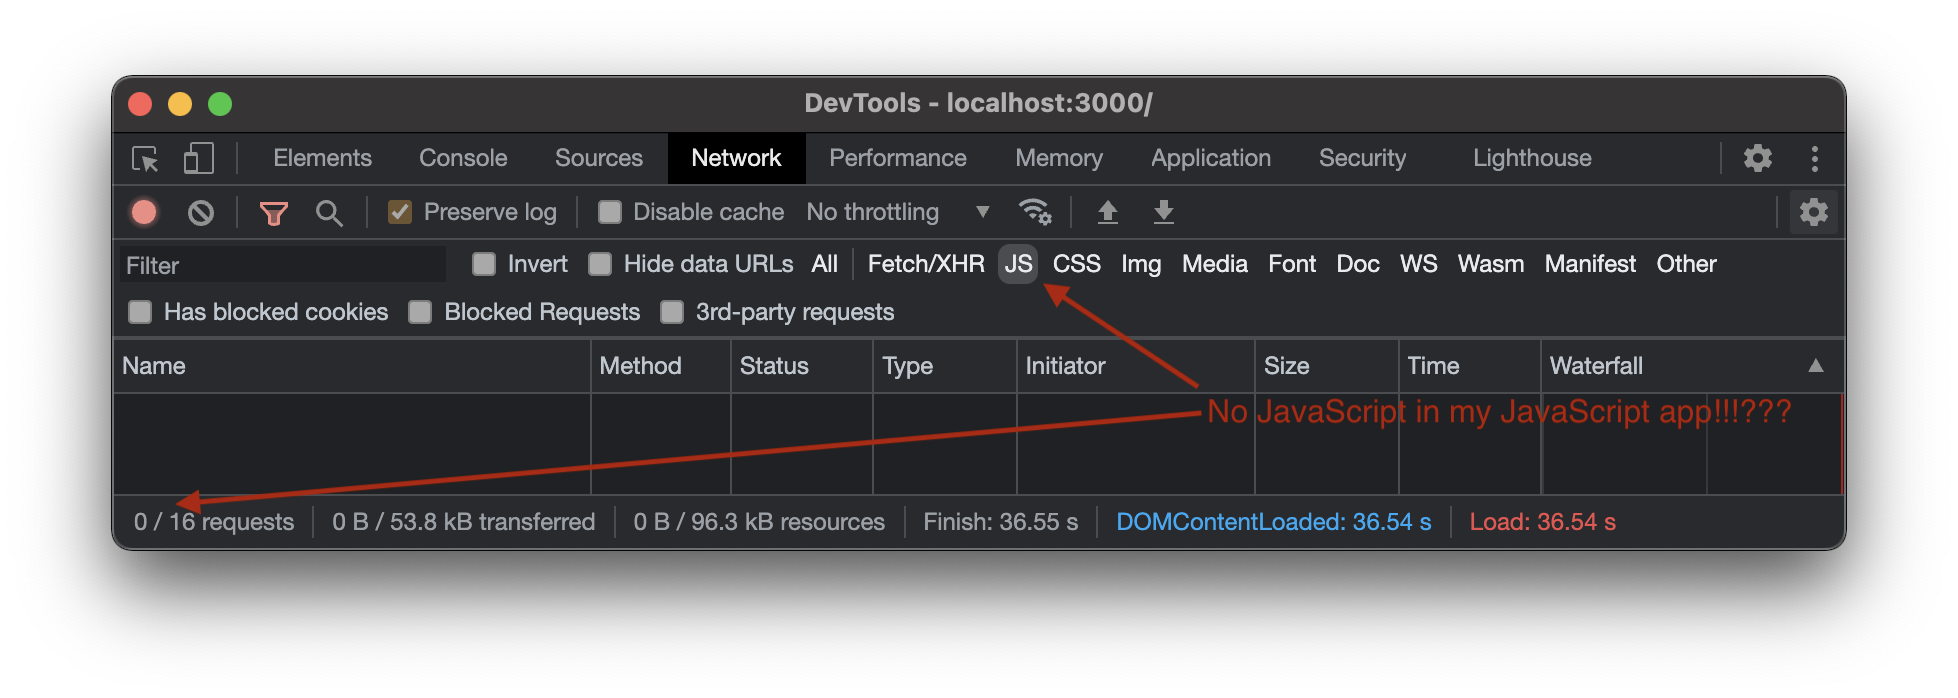 DevTools - localhost:3000/
Elements Console Sources Network Performance Memory Application Security Lighthouse
Preserve log Disable cache No throttling
Filter Invert Hide data URLs All Fetch/XHR JS CSS Img Media Font Doc WS Wasm Manifest Other
Has blocked cookies Blocked Requests 3rd-party requests
Name Method Status Type Initiator Size Time Waterfall
No JavaScript in my JavaScript app!!!???
0 / 16 requests 0 B / 53.8 kB transferred 0 B / 96.3 kB resources Finish: 36.55 s DOMContentLoaded: 36.54 s Load: 36.54 s